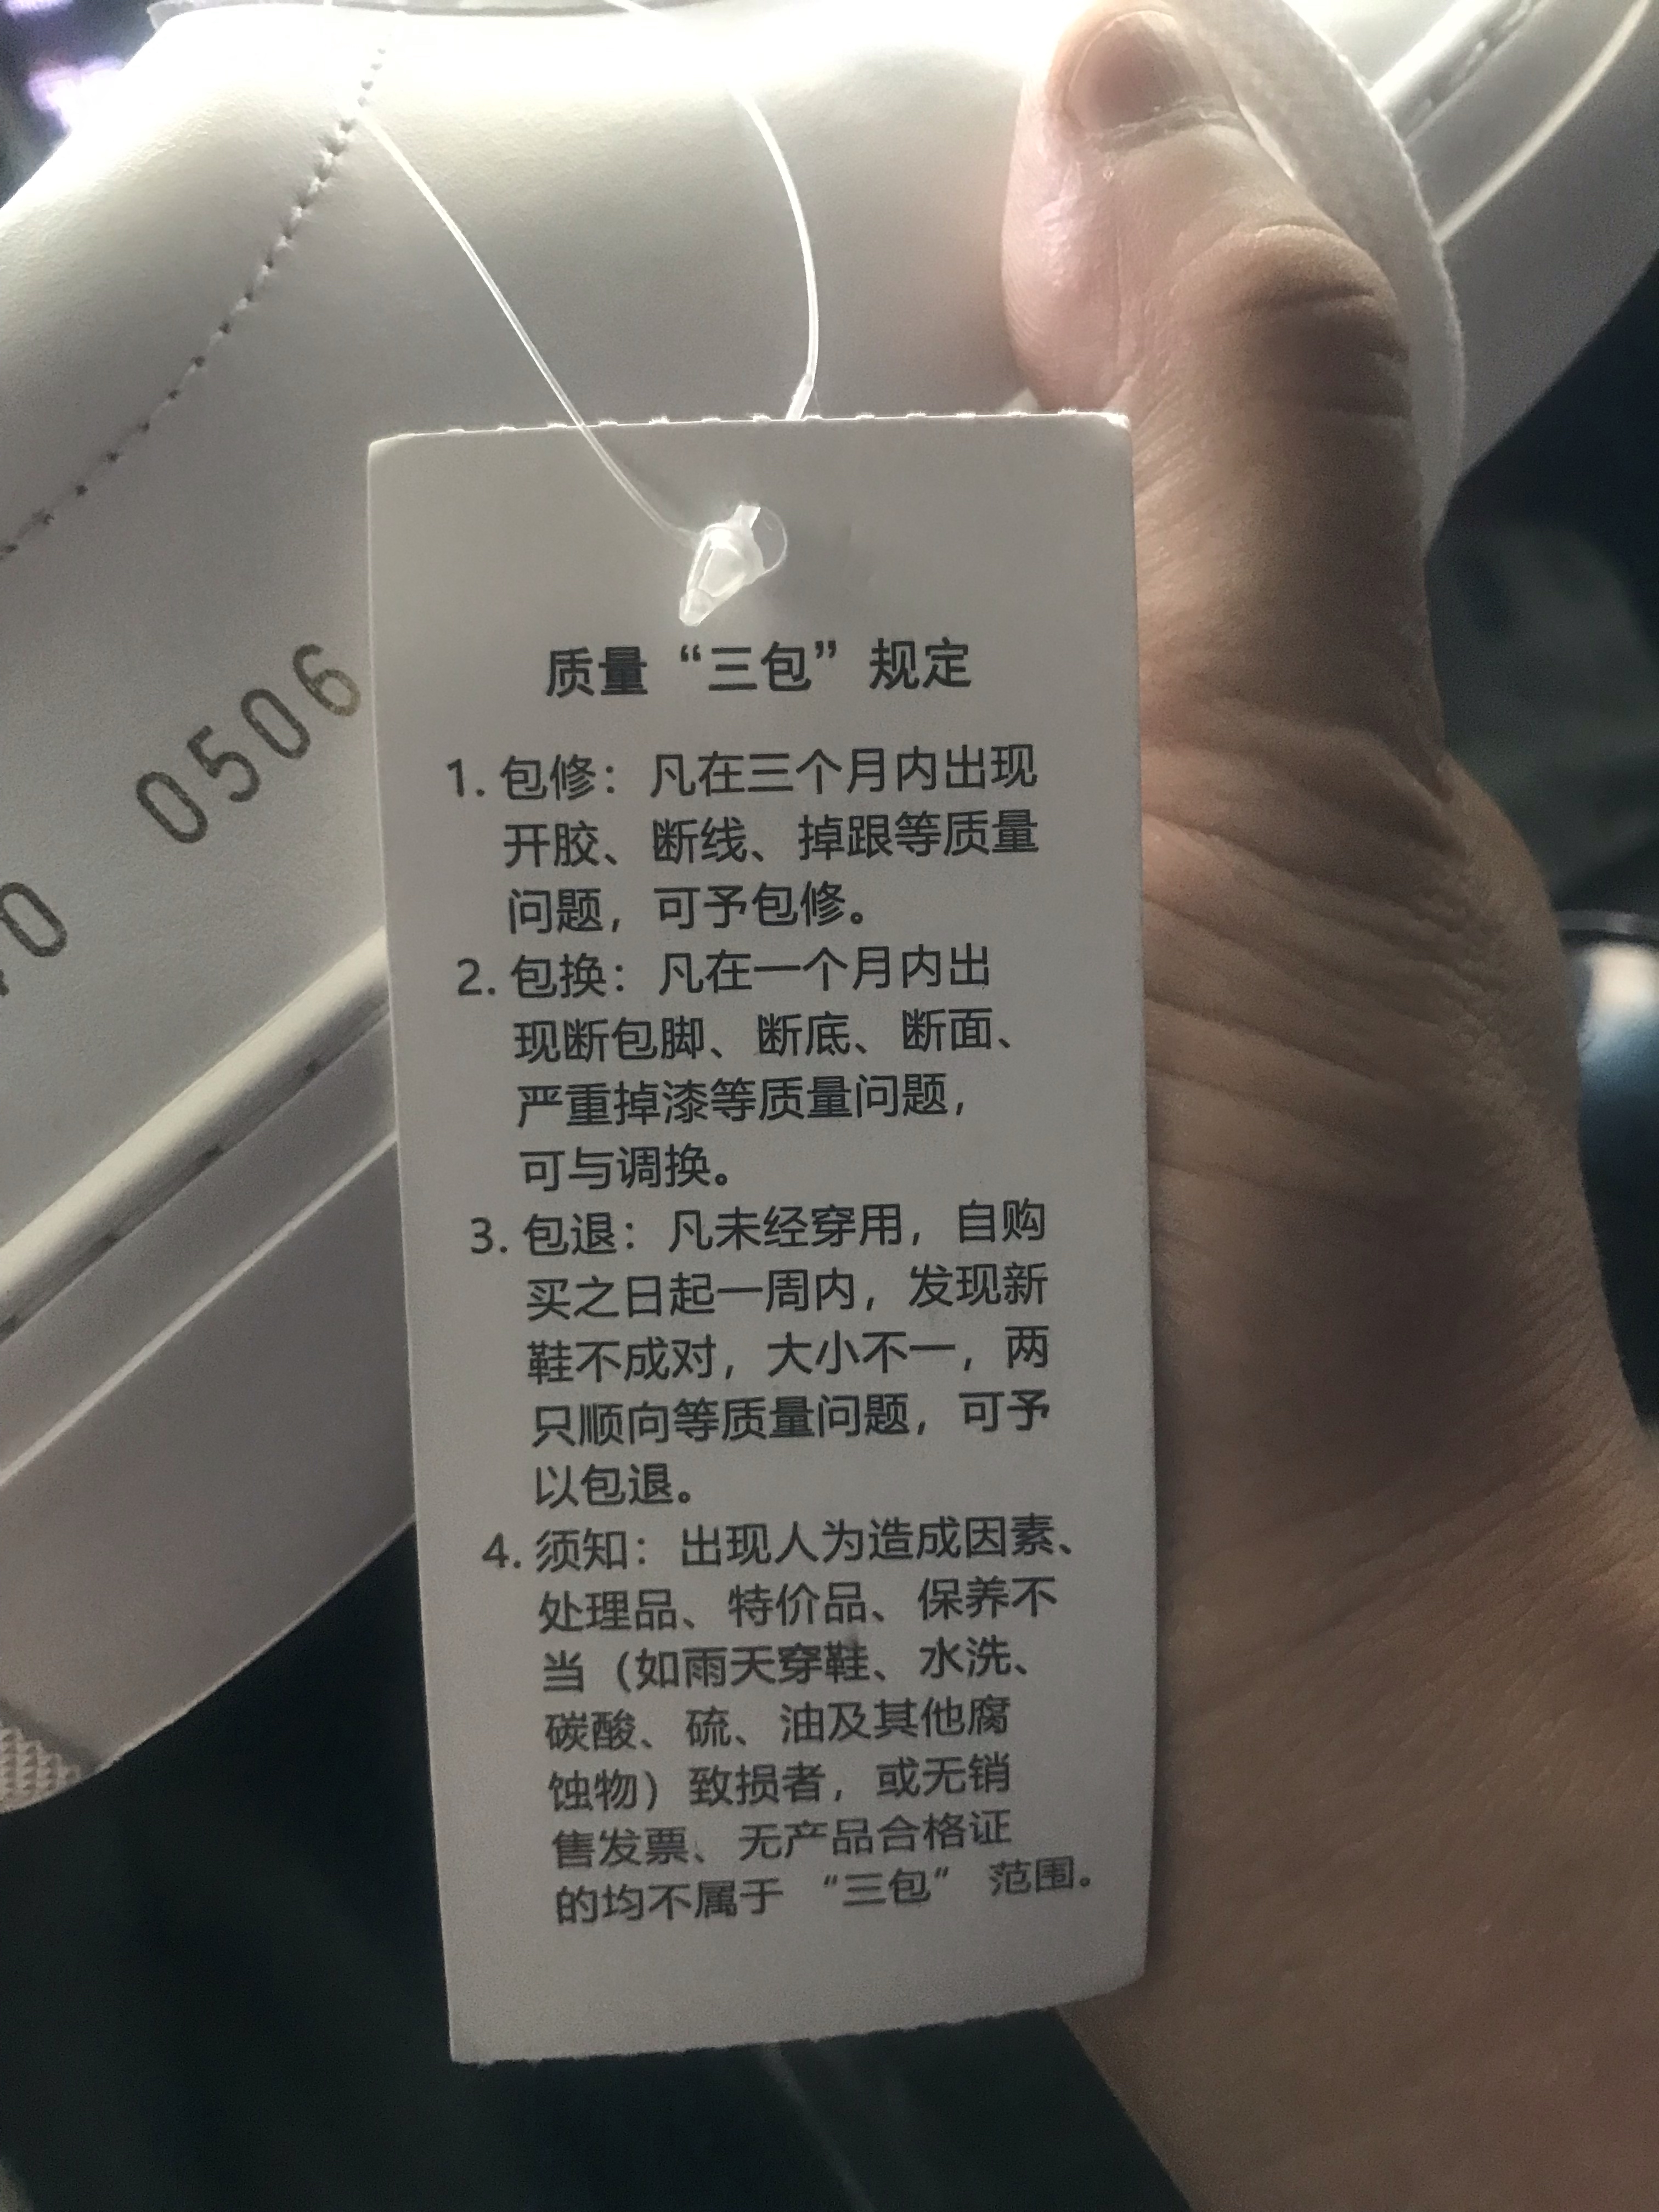 0506
0
质量“三包”规定
1. 包修：凡在三个月内出现
开胶、断线、掉跟等质量
问题，可予包修。
2. 包换：凡在一个月内出
现断包脚、断底、断面、
严重掉漆等质量问题，
可与调换。
3. 包退：凡未经穿用，自购
买之日起一周内，发现新
鞋不成对，大小不一，两
只顺向等质量问题，可予
以包退。
4. 须知：出现人为造成因素、
处理品、特价品、保养不
当（如雨天穿鞋、水洗、
碳酸、硫、油及其他腐
蚀物）致损者，或无销
售发票、无产品合格证
的均不属于“三包”范围。